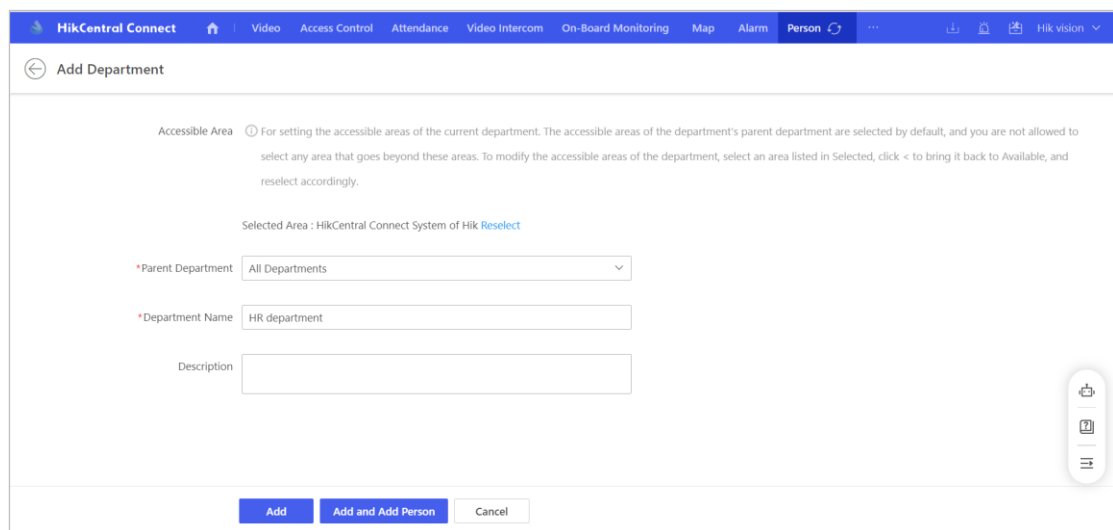 HikCentral Connect Video Access Control Attendance Video Intercom On-Board Monitoring Map Alarm Person ··· Hik vision
Add Department
Accessible Area For setting the accessible areas of the current department. The accessible areas of the department's parent department are selected by default, and you are not allowed to
select any area that goes beyond these areas. To modify the accessible areas of the department, select an area listed in Selected, click < to bring it back to Available, and
reselect accordingly.
Selected Area : HikCentral Connect System of Hik Reselect
*Parent Department All Departments
*Department Name HR department
Description
Add Add and Add Person Cancel